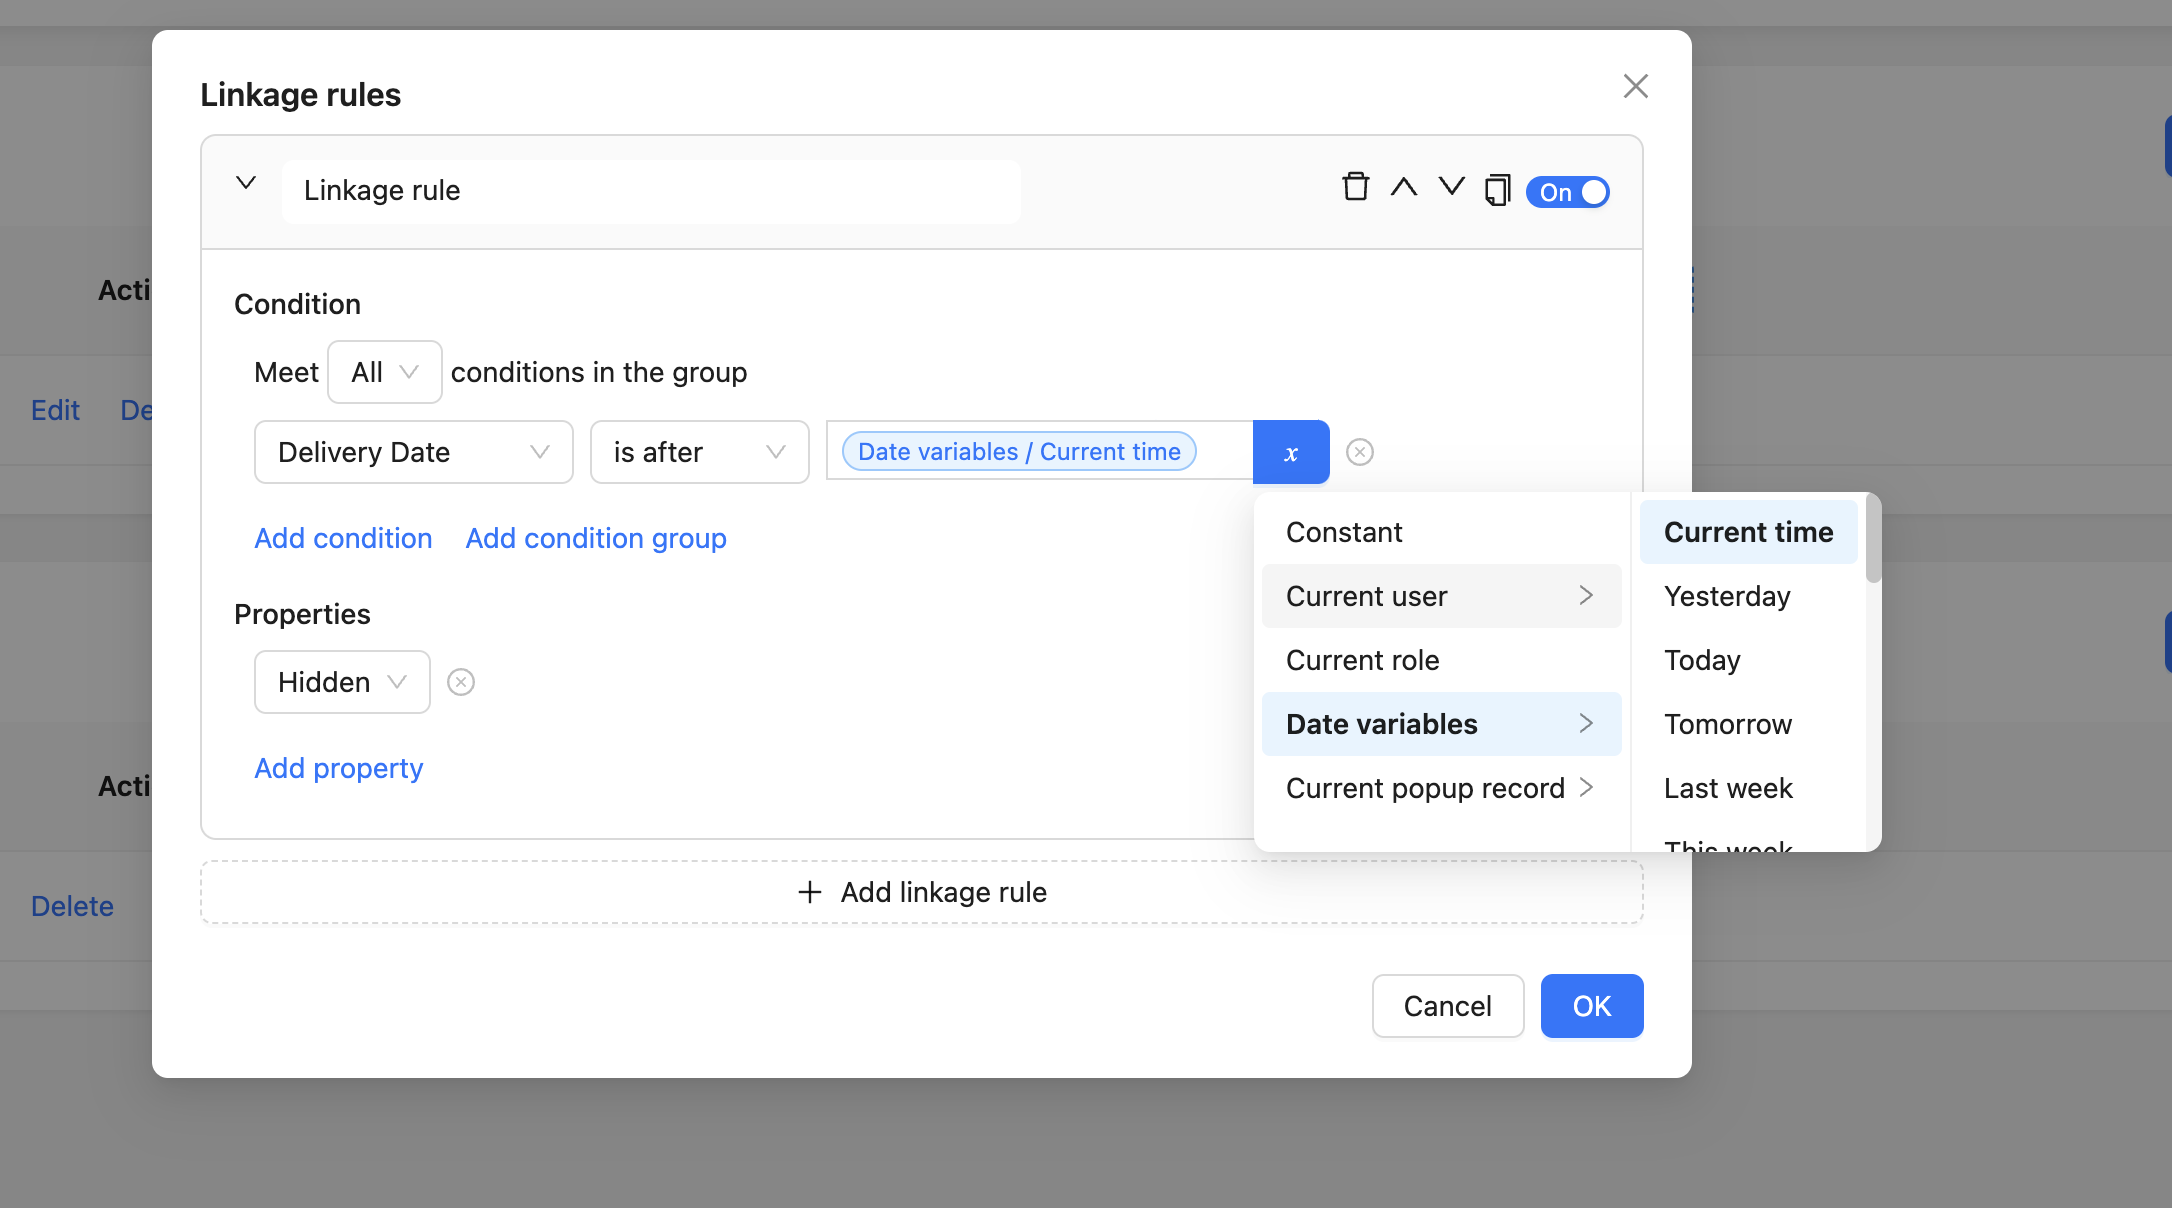 Linkage rules
Linkage rule
On
Condition
Meet All conditions in the group
Delivery Date is after Date variables / Current time x
Add condition Add condition group
Properties
Hidden
Add property
Constant
Current user
Current role
Date variables
Current popup record
Current time
Yesterday
Today
Tomorrow
Last week
This week
Add linkage rule
Cancel OK
Acti
Edit De
Acti
Delete